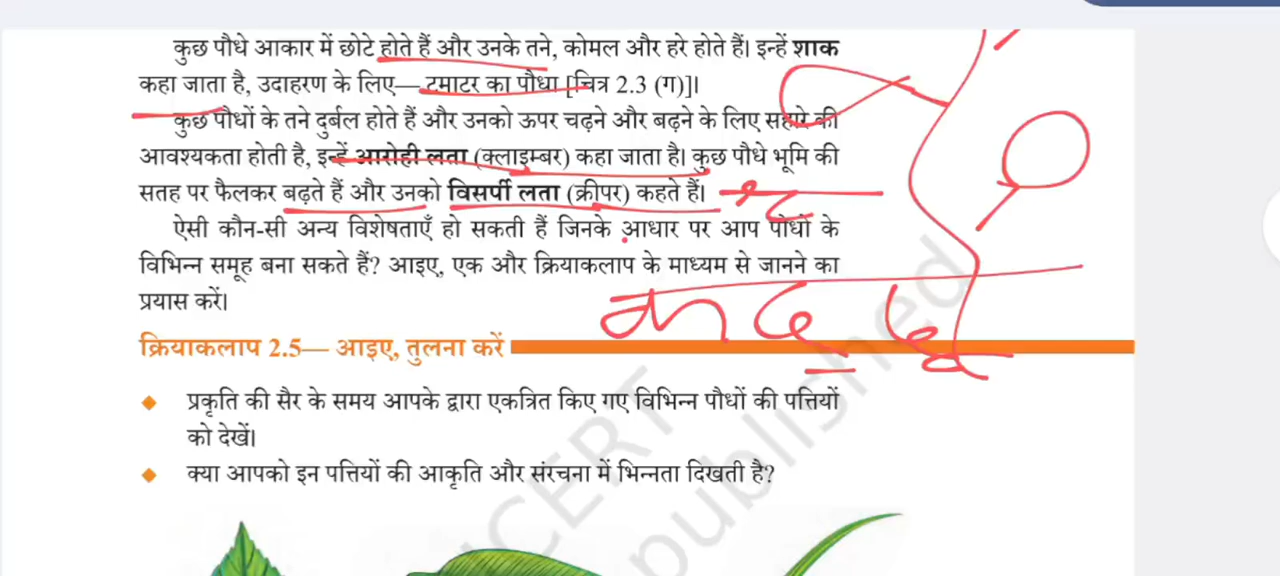 कुछ पौधे आकार में छोटे होते हैं और उनके तने, कोमल और हरे होते हैं। इन्हें शाक
कहा जाता है, उदाहरण के लिए— टमाटर का पौधा [चित्र 2.3 (ग)]।
कुछ पौधों के तने दुर्बल होते हैं और उनको ऊपर चढ़ने और बढ़ने के लिए सहारे की
आवश्यकता होती है, इन्हें आरोही लता (क्लाइम्बर) कहा जाता है। कुछ पौधे भूमि की
सतह पर फैलकर बढ़ते हैं और उनको विसर्पी लता (क्रीपर) कहते हैं।
ऐसी कौन-सी अन्य विशेषताएँ हो सकती हैं जिनके आधार पर आप पौधों के
विभिन्न समूह बना सकते हैं? आइए, एक और क्रियाकलाप के माध्यम से जानने का
प्रयास करें।
क्रियाकलाप 2.5— आइए, तुलना करें
प्रकृति की सैर के समय आपके द्वारा एकत्रित किए गए विभिन्न पौधों की पत्तियों
को देखें।
क्या आपको इन पत्तियों की आकृति और संरचना में भिन्नता दिखती है?
published